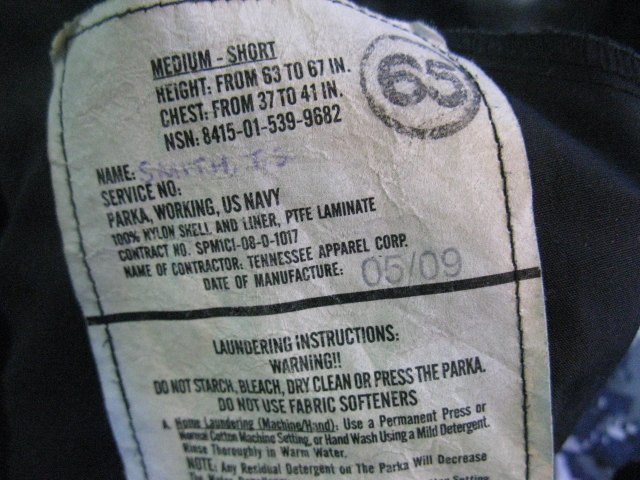 MEDIUM - SHORT
HEIGHT: FROM 63 TO 67 IN.
CHEST: FROM 37 TO 41 IN.
NSN: 8415-01-539-9682
65
NAME: SMITH, TS
SERVICE NO:
PARKA, WORKING, US NAVY
100% NYLON SHELL AND LINER, PTFE LAMINATE
CONTRACT NO. SPM1C1-08-D-1017
NAME OF CONTRACTOR: TENNESSEE APPAREL CORP.
DATE OF MANUFACTURE: 05/09
LAUNDERING INSTRUCTIONS:
WARNING!!
DO NOT STARCH, BLEACH, DRY CLEAN OR PRESS THE PARKA.
DO NOT USE FABRIC SOFTENERS
A. Home Laundering (Machine/Hand): Use a Permanent Press or
Normal Cotton Machine Setting, or Hand Wash Using a Mild Detergent.
Rinse Thoroughly in Warm Water.
NOTE: Any Residual Detergent on The Parka Will Decrease